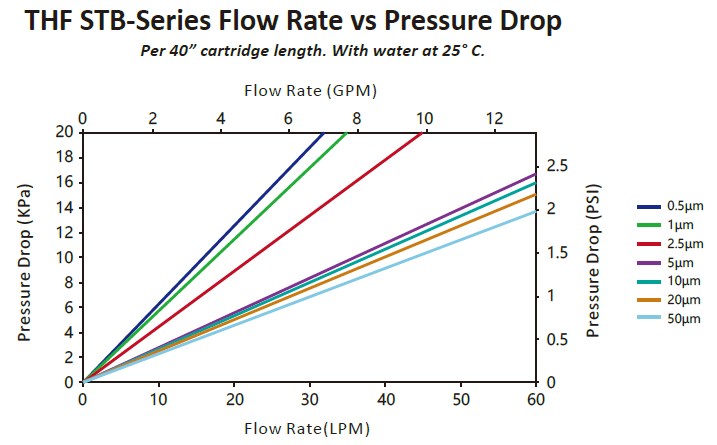 THF STB-Series Flow Rate vs Pressure Drop
Per 40” cartridge length. With water at 25° C.
Flow Rate (GPM)
0 2 4 6 8 10 12
20
18
16
14
12
10
8
6
4
2
0
Pressure Drop (KPa)
2.5
2
1.5
1
0.5
0
Pressure Drop (PSI)
0.5μm
1μm
2.5μm
5μm
10μm
20μm
50μm
0 10 20 30 40 50 60
Flow Rate(LPM)